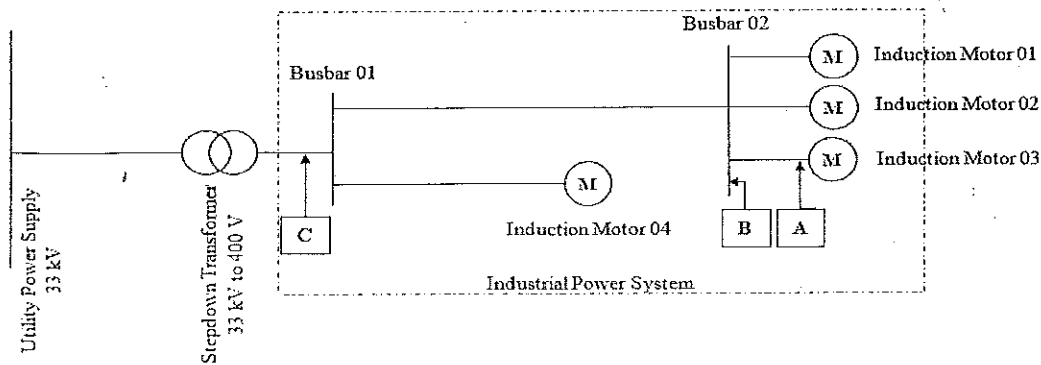 Busbar 02
M
Induction Motor 01
Busbar 01
M
Induction Motor 02
M
Induction Motor 03
M
C
Induction Motor 04
B
A
Industrial Power System
Utility Power Supply
33 kV
Stepdown Transformer
33 kV to 400 V